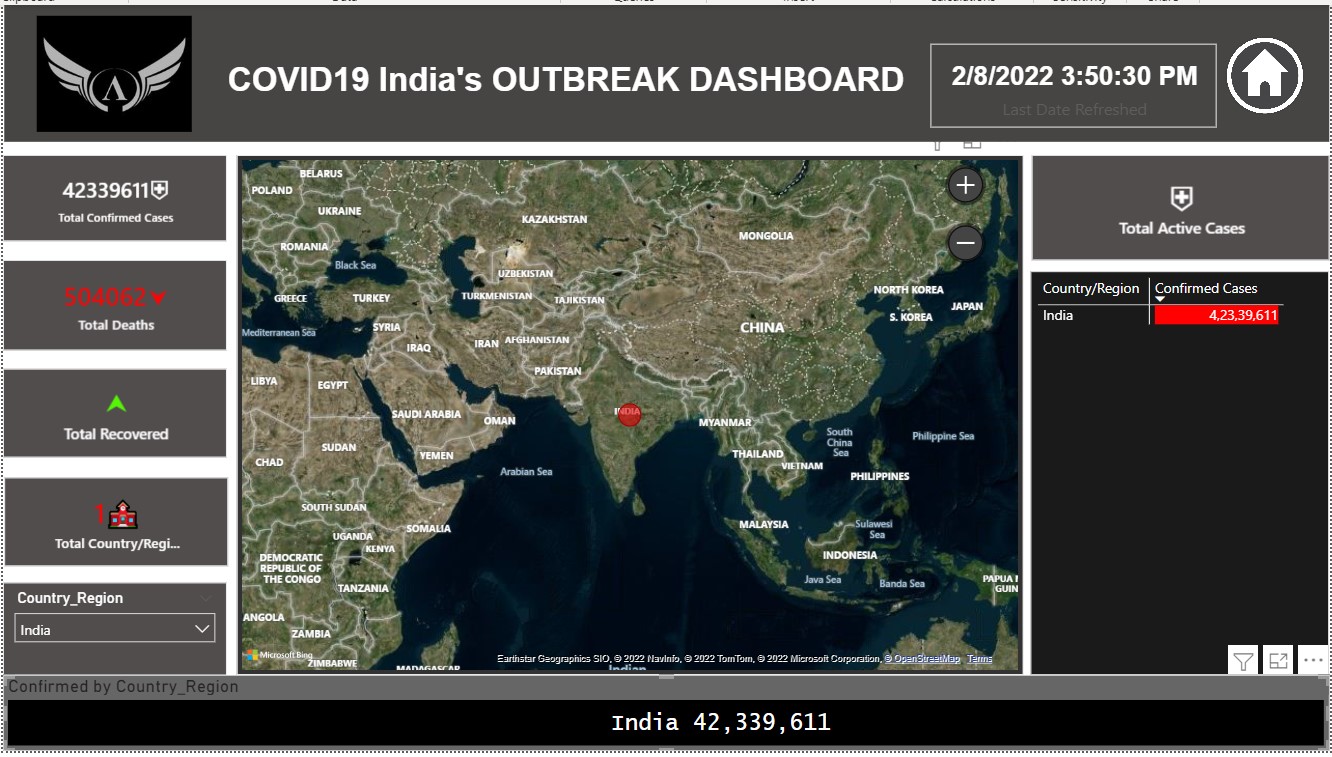 COVID19 India's OUTBREAK DASHBOARD
2/8/2022 3:50:30 PM
Last Date Refreshed
42339611
Total Confirmed Cases
504062
Total Deaths
Total Recovered
1
Total Country/Regi...
Country_Region
India
BELARUS
POLAND
UKRAINE
KAZAKHSTAN
MONGOLIA
ROMANIA
Black Sea
UZBEKISTAN
GREECE
TURKEY
TURKMENISTAN
TAJIKISTAN
NORTH KOREA
JAPAN
S. KOREA
CHINA
Mediterranean Sea
SYRIA
IRAQ
IRAN
AFGHANISTAN
PAKISTAN
LIBYA
EGYPT
SAUDI ARABIA
OMAN
INDIA
MYANMAR
South
China
Sea
Philippine Sea
SUDAN
CHAD
YEMEN
Arabian Sea
THAILAND
VIETNAM
PHILIPPINES
SOUTH SUDAN
SOMALIA
UGANDA
KENYA
MALAYSIA
Sulawesi
Sea
DEMOCRATIC
REPUBLIC OF
THE CONGO
INDONESIA
TANZANIA
Java Sea
Banda Sea
PAPUA N
GUIN
ANGOLA
ZAMBIA
ZIMBABWE
MADAGASCAR
Indian
Microsoft Bing
Earthstar Geographics SIO, © 2022 NavInfo, © 2022 TomTom, © 2022 Microsoft Corporation, © OpenStreetMap Terms
Total Active Cases
Country/Region Confirmed Cases
India 4,23,39,611
Confirmed by Country_Region
India 42,339,611